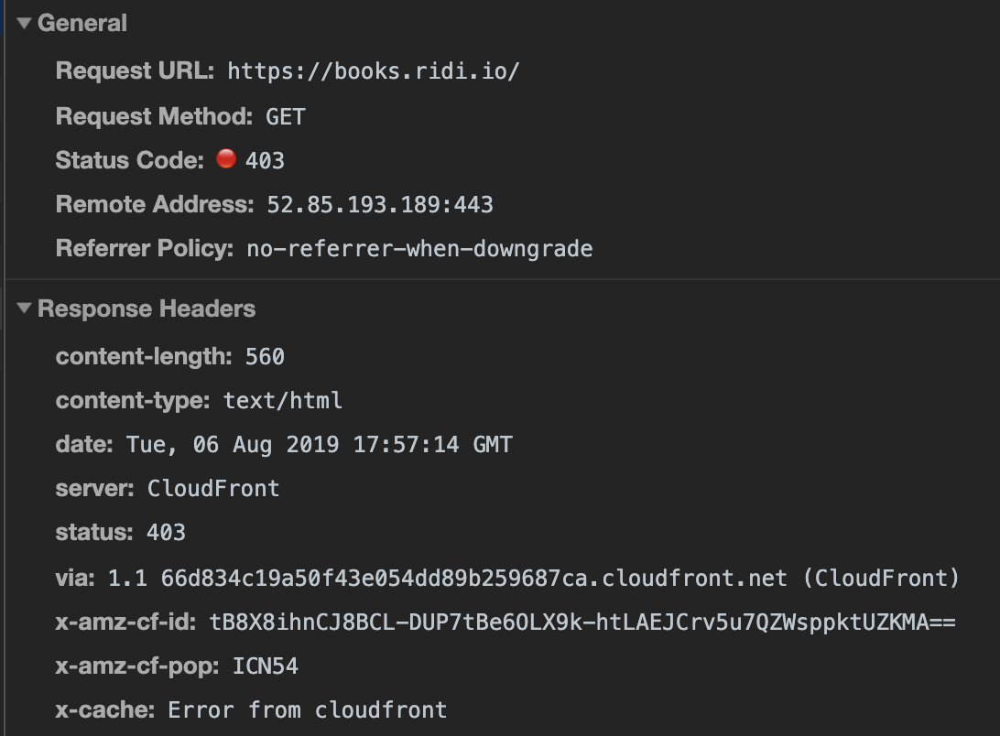 General
Request URL: https://books.ridi.io/
Request Method: GET
Status Code: 403
Remote Address: 52.85.193.189:443
Referrer Policy: no-referrer-when-downgrade
Response Headers
content-length: 560
content-type: text/html
date: Tue, 06 Aug 2019 17:57:14 GMT
server: CloudFront
status: 403
via: 1.1 66d834c19a50f43e054dd89b259687ca.cloudfront.net (CloudFront)
x-amz-cf-id: tB8X8ihnCJ8BCL-DUP7tBe6OLX9k-htLAEJCrv5u7QZWsppktUZKMA==
x-amz-cf-pop: ICN54
x-cache: Error from cloudfront